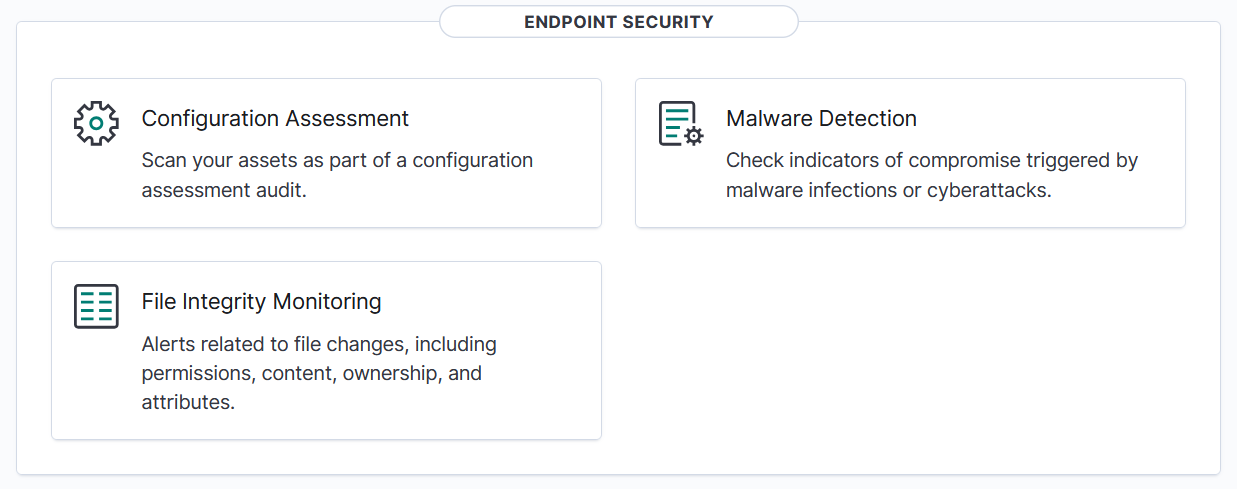 ENDPOINT SECURITY
Configuration Assessment
Scan your assets as part of a configuration
assessment audit.
Malware Detection
Check indicators of compromise triggered by
malware infections or cyberattacks.
File Integrity Monitoring
Alerts related to file changes, including
permissions, content, ownership, and
attributes.